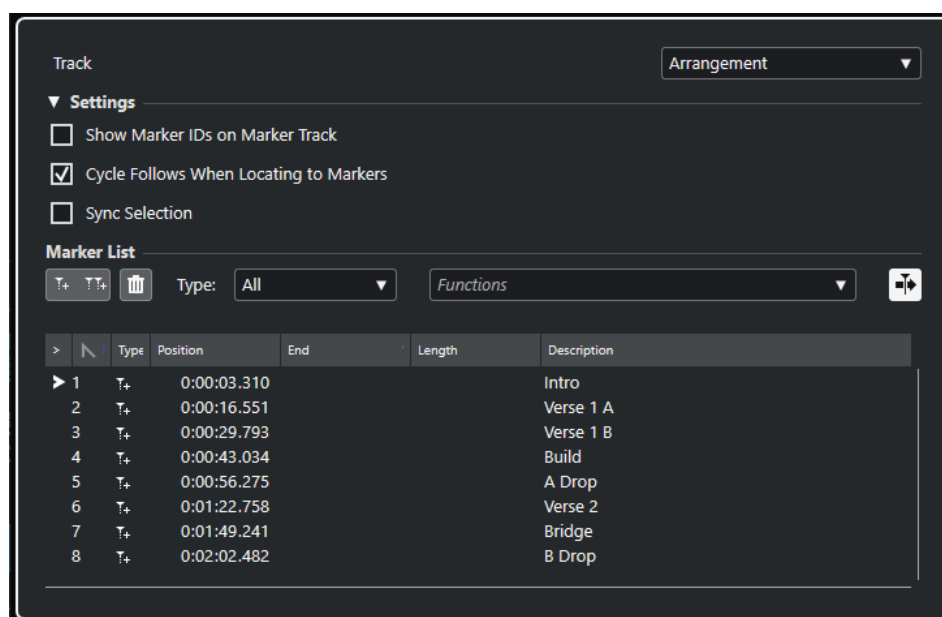 Track Arrangement
Settings
Show Marker IDs on Marker Track
Cycle Follows When Locating to Markers
Sync Selection
Marker List
Type: All Functions
> Type Position End Length Description
1 0:00:03.310 Intro
2 0:00:16.551 Verse 1 A
3 0:00:29.793 Verse 1 B
4 0:00:43.034 Build
5 0:00:56.275 A Drop
6 0:01:22.758 Verse 2
7 0:01:49.241 Bridge
8 0:02:02.482 B Drop